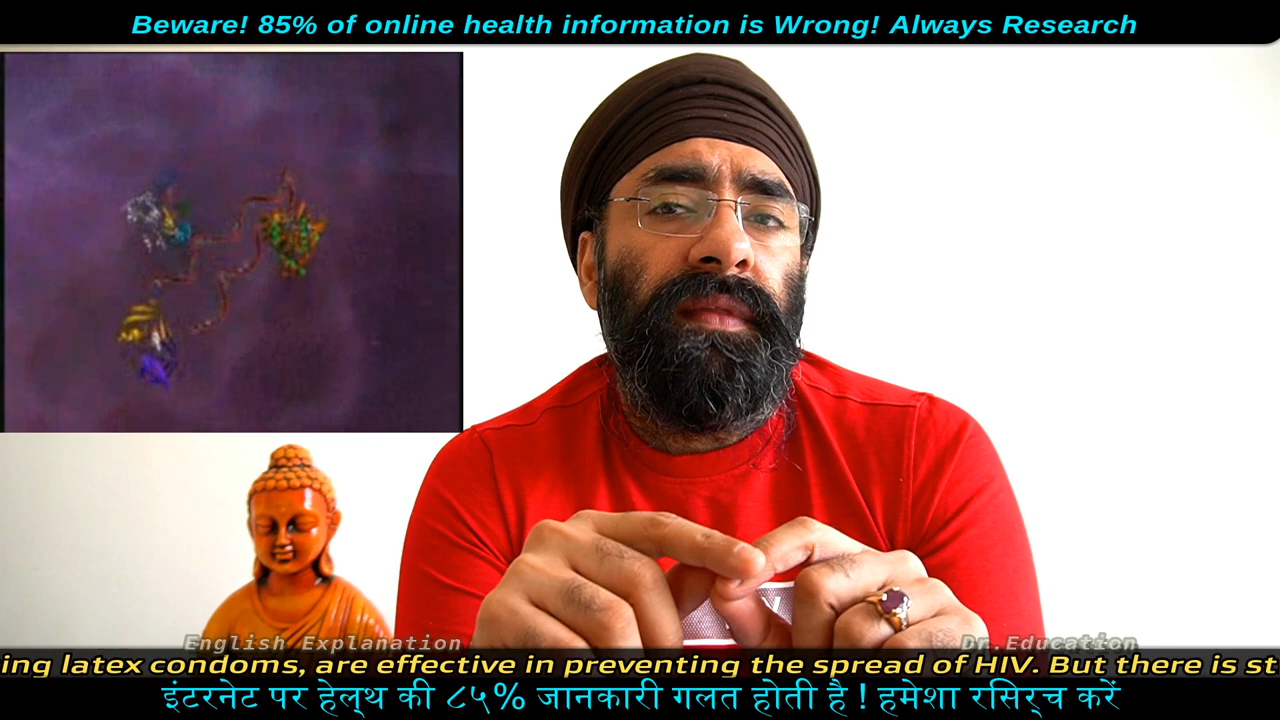 Beware! 85% of online health information is Wrong! Always Research
English Explanation
Dr.Education
ing latex condoms, are effective in preventing the spread of HIV. But there is st
इंटरनेट पर हेल्थ की ८५% जानकारी गलत होती है ! हमेशा रसिर्च करें